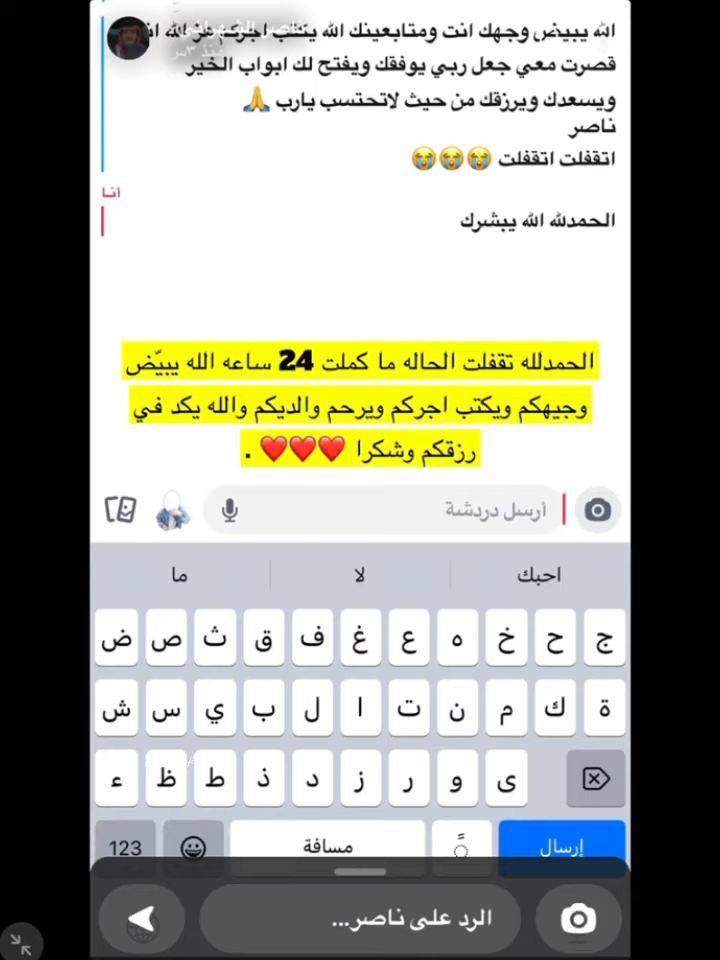 الله يبيض وجهك انت ومتابعينك الله يكتب اجركم
قصرت معي جعل ربي يوفقك ويفتح لك ابواب الخير
ويسعدك ويرزقك من حيث لاتحتسب يارب 🙏
ناصر
اتقفلت اتقفلت 😭😭😭
أنا
الحمدلله الله يبشرك
الحمدلله تقفلت الحاله ما كملت 24 ساعه الله يبيّض
وجيهكم ويكتب اجركم ويرحم والديكم والله يكد في
رزقكم وشكرا ❤️❤️❤️ .
أرسل دردشة
احبك لا ما
ج ح خ ه ع غ ف ق ث ص ض
ة ك م ن ت ا ل ب ي س ش
ى و ر ز د ذ ط ظ ء
إرسال مسافة 123
الرد على ناصر...